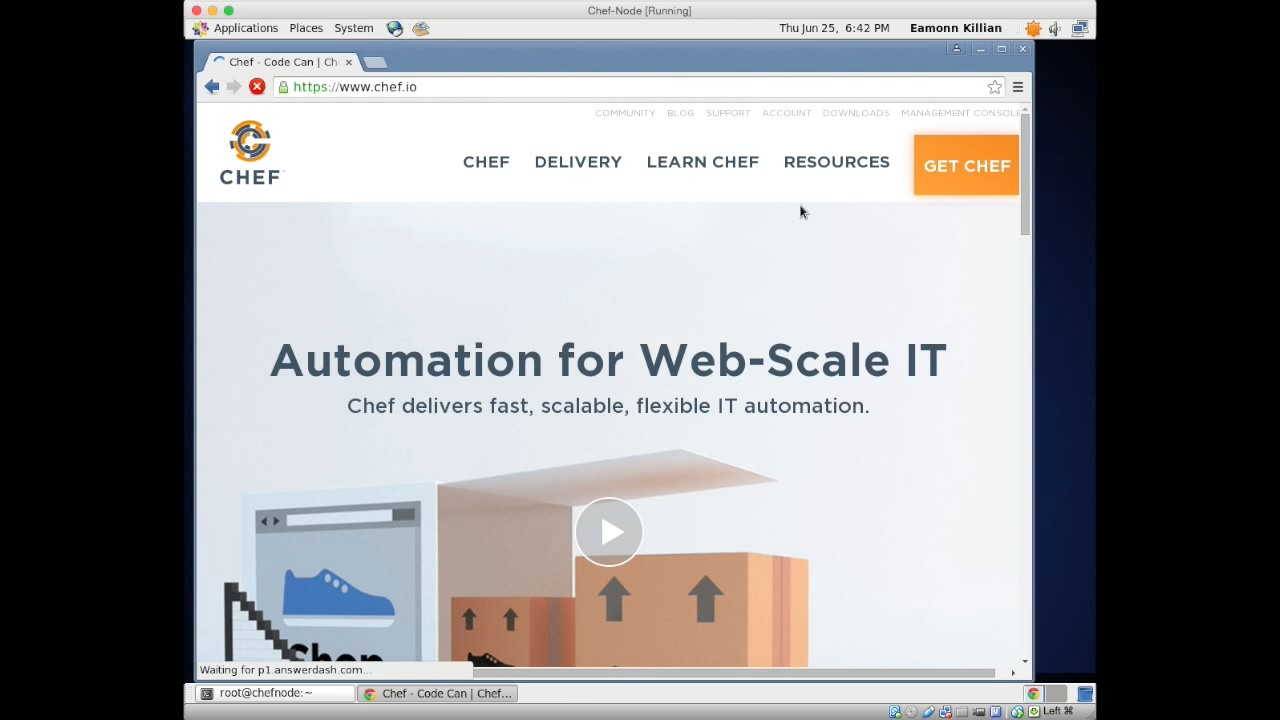 Chef-Node [Running]
Applications Places System Thu Jun 25, 6:42 PM Eamonn Killian
Chef - Code Can | Ch
https://www.chef.io
COMMUNITY BLOG SUPPORT ACCOUNT DOWNLOADS MANAGEMENT CONSOLE
CHEF
CHEF DELIVERY LEARN CHEF RESOURCES GET CHEF
Automation for Web-Scale IT
Chef delivers fast, scalable, flexible IT automation.
Shop
Waiting for p1.answerdash.com...
root@chefnode:~ Chef - Code Can | Chef...
Left ⌘